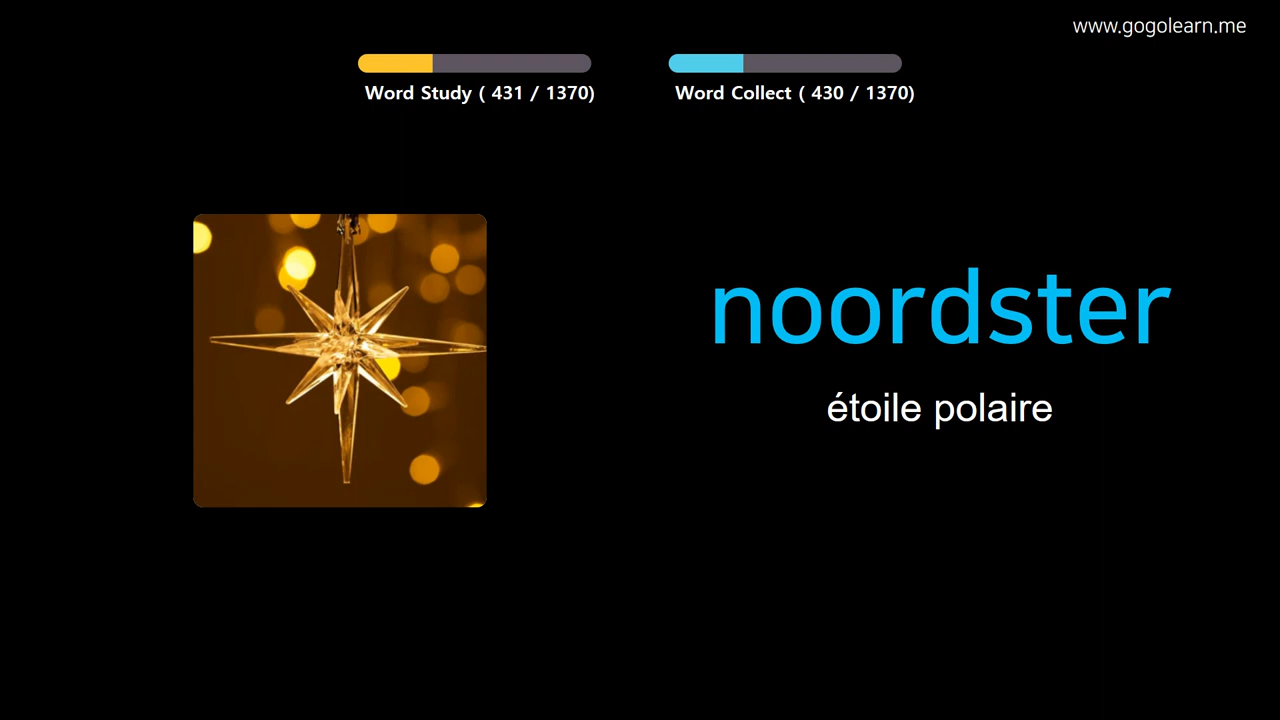 www.gogolearn.me
Word Study ( 431 / 1370)
Word Collect ( 430 / 1370)
noordster
étoile polaire